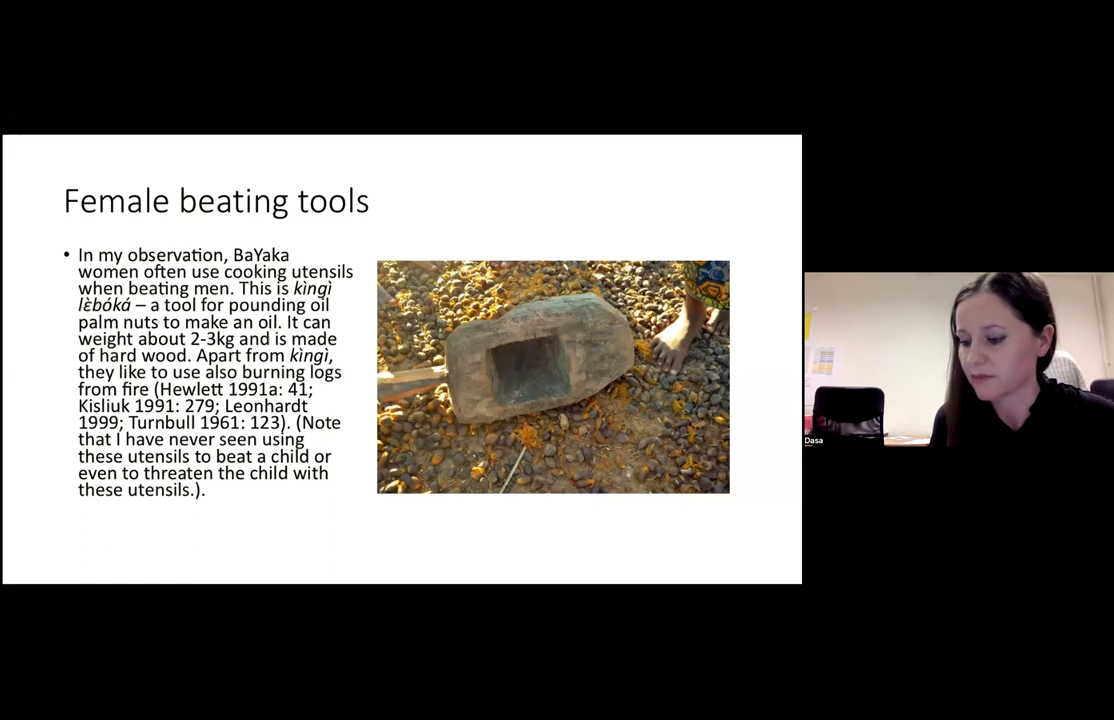 Female beating tools
• In my observation, BaYaka
women often use cooking utensils
when beating men. This is kìngì
lὲbóká – a tool for pounding oil
palm nuts to make an oil. It can
weight about 2-3kg and is made
of hard wood. Apart from kìngì,
they like to use also burning logs
from fire (Hewlett 1991a: 41;
Kisliuk 1991: 279; Leonhardt
1999; Turnbull 1961: 123). (Note
that I have never seen using
these utensils to beat a child or
even to threaten the child with
these utensils.).
Dasa